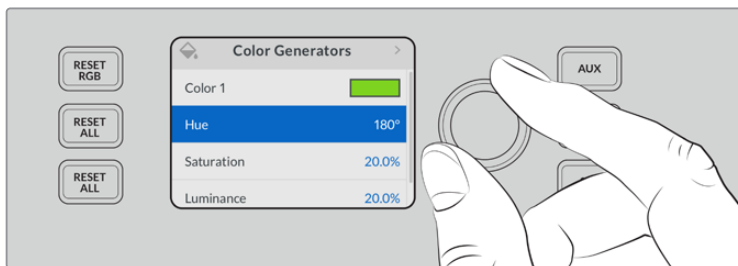 RESET
RGB
RESET
ALL
RESET
ALL
Color Generators
Color 1
Hue 180°
Saturation 20.0%
Luminance 20.0%
AUX